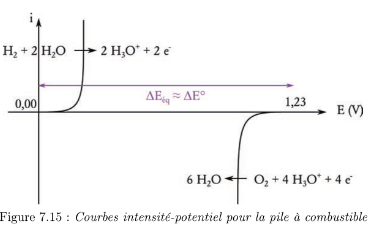 i
H₂ + 2 H₂O → 2 H₃O⁺ + 2 e⁻
ΔEéq ≈ ΔE°
0,00
1,23
E (V)
6 H₂O ← O₂ + 4 H₃O⁺ + 4 e⁻
Figure 7.15 : Courbes intensité-potentiel pour la pile à combustible